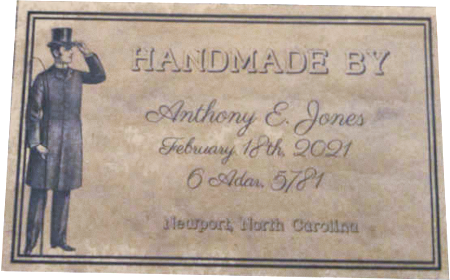 HANDMADE BY
Anthony E. Jones
February 18th, 2021
6 Adar, 5781
Newport, North Carolina